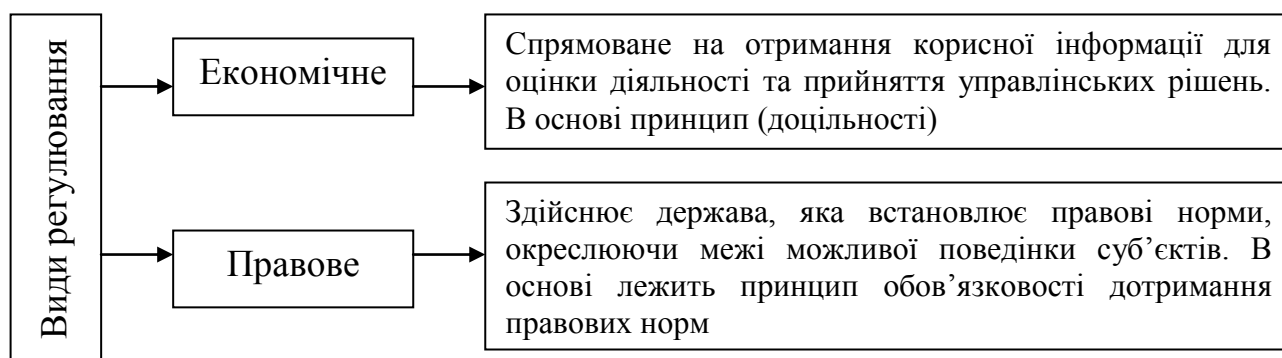 Види регулювання
Економічне
Спрямоване на отримання корисної інформації для
оцінки діяльності та прийняття управлінських рішень.
В основі принцип (доцільності)
Правове
Здійснює держава, яка встановлює правові норми,
окреслюючи межі можливої поведінки суб’єктів. В
основі лежить принцип обов’язковості дотримання
правових норм